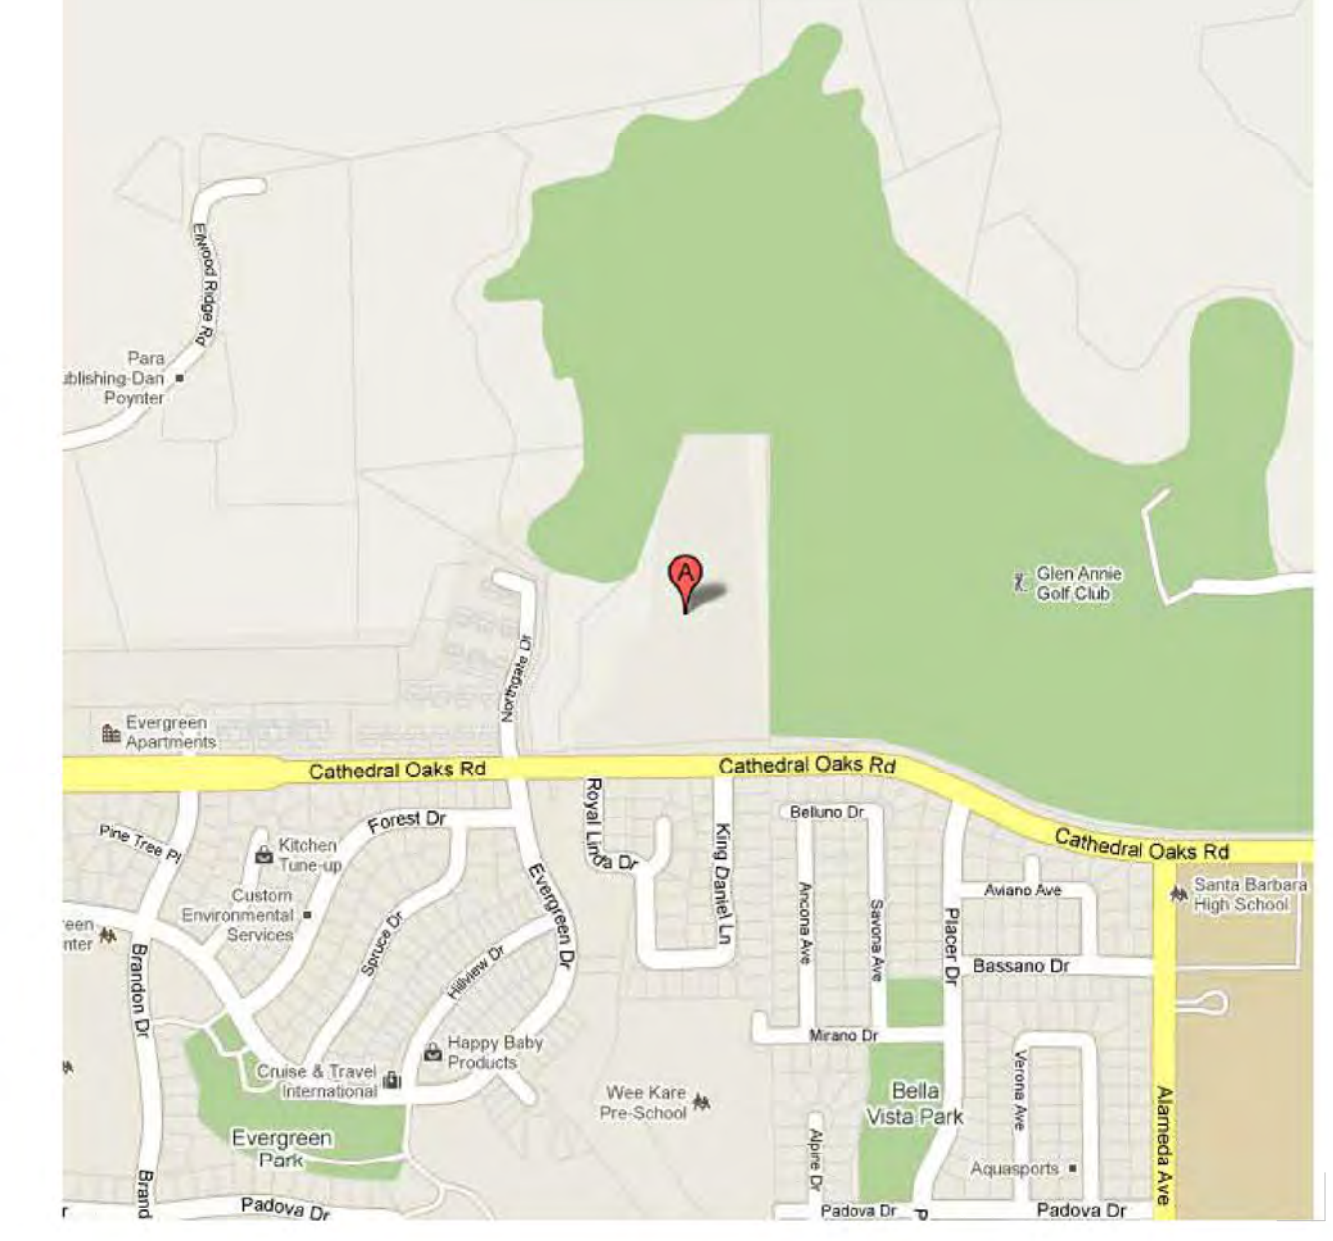 Ellwood Ridge Rd
Para
ublishing-Dan
Poynter
A
Glen Annie
Golf Club
Northgate Dr
Evergreen
Apartments
Cathedral Oaks Rd
Cathedral Oaks Rd
Cathedral Oaks Rd
Royal Linda Dr
King Daniel Ln
Belluno Dr
Forest Dr
Pine Tree Pl
Kitchen
Tune-up
Custom
Environmental
Services
Evergreen Dr
Ancona Ave
Savona Ave
Placer Dr
Aviano Ave
Santa Barbara
High School
reen
nter
Brandon Dr
Spruce Dr
Hillview Dr
Bassano Dr
Mirano Dr
Happy Baby
Products
Cruise & Travel
International
Wee Kare
Pre-School
Bella
Vista Park
Verona Ave
Alameda Ave
Evergreen
Park
Alpine Dr
Aquasports
Brand
r
Padova Dr
Padova Dr
P
Padova Dr